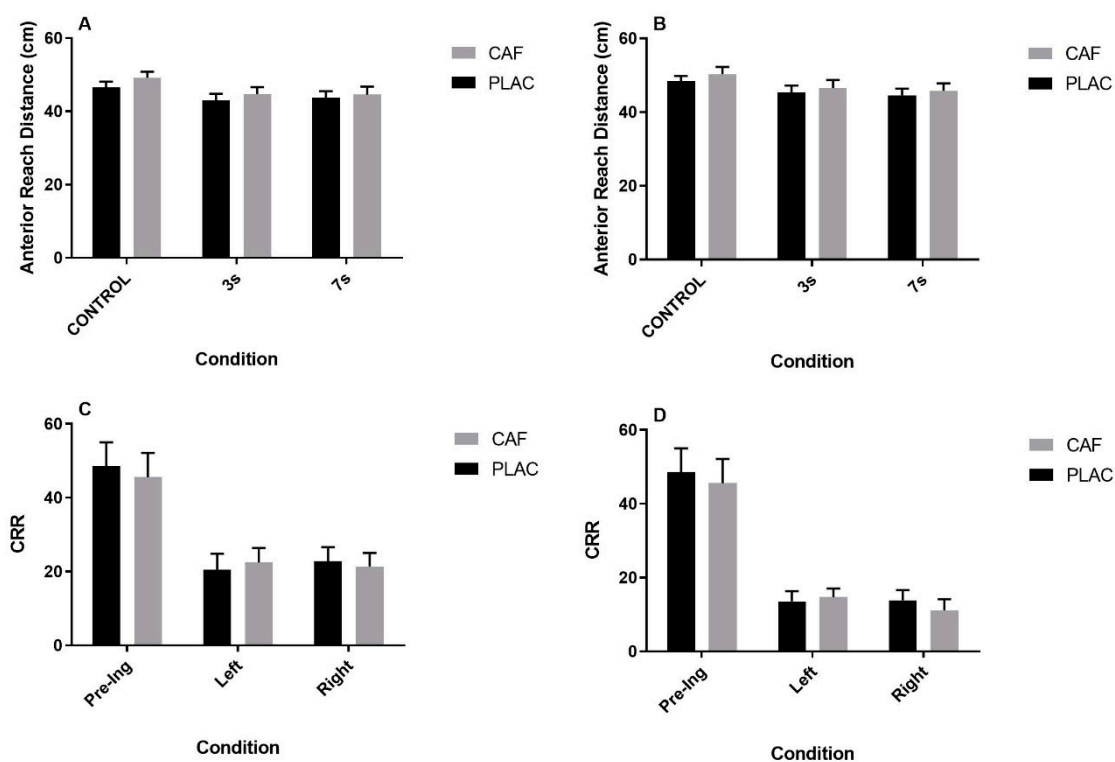 A
Anterior Reach Distance (cm)
60
40
20
0
CONTROL
3s
7s
Condition
CAF
PLAC
B
Anterior Reach Distance (cm)
60
40
20
0
CONTROL
3s
7s
Condition
CAF
PLAC
C
CRR
60
40
20
0
Pre-Ing
Left
Right
Condition
CAF
PLAC
D
CRR
60
40
20
0
Pre-Ing
Left
Right
Condition
CAF
PLAC